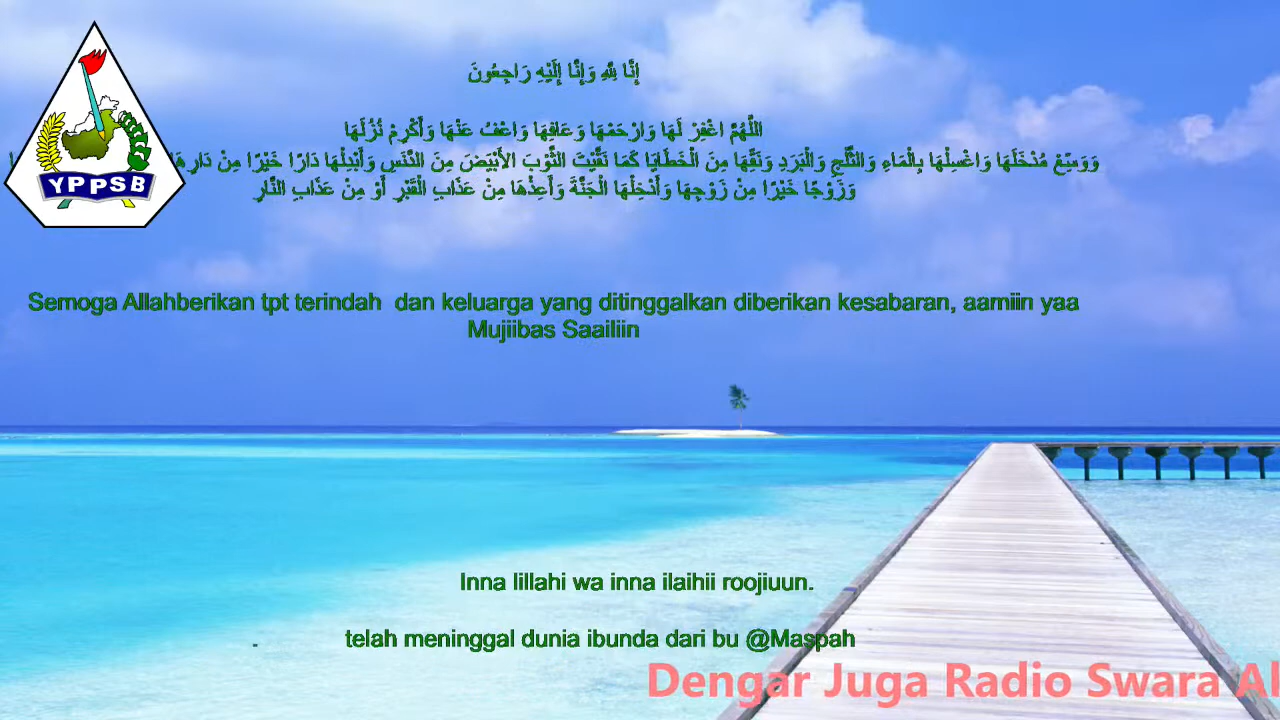 إِنَّا لِلَّهِ وَإِنَّا إِلَيْهِ رَاجِعُونَ
اللَّهُمَّ اغْفِرْ لَهَا وَارْحَمْهَا وَعَافِهَا وَاعْفُ عَنْهَا وَأَكْرِمْ نُزُلَهَا
وَوَسِّعْ مُدْخَلَهَا وَاغْسِلْهَا بِالْمَاءِ وَالثَّلْجِ وَالْبَرَدِ وَنَقِّهَا مِنَ الْخَطَايَا كَمَا نَقَّيْتَ الثَّوْبَ الأَبْيَضَ مِنَ الدَّنَسِ وَأَبْدِلْهَا دَارًا خَيْرًا مِنْ دَارِهَا
وَزَوْجًا خَيْرًا مِنْ زَوْجِهَا وَأَدْخِلْهَا الْجَنَّةَ وَأَعِذْهَا مِنْ عَذَابِ الْقَبْرِ أَوْ مِنْ عَذَابِ النَّارِ
YPPSB
Semoga Allahberikan tpt terindah dan keluarga yang ditinggalkan diberikan kesabaran, aamiin yaa
Mujiibas Saailiin
Inna lillahi wa inna ilaihii roojiuun.
telah meninggal dunia ibunda dari bu @Maspah
Dengar Juga Radio Swara Al